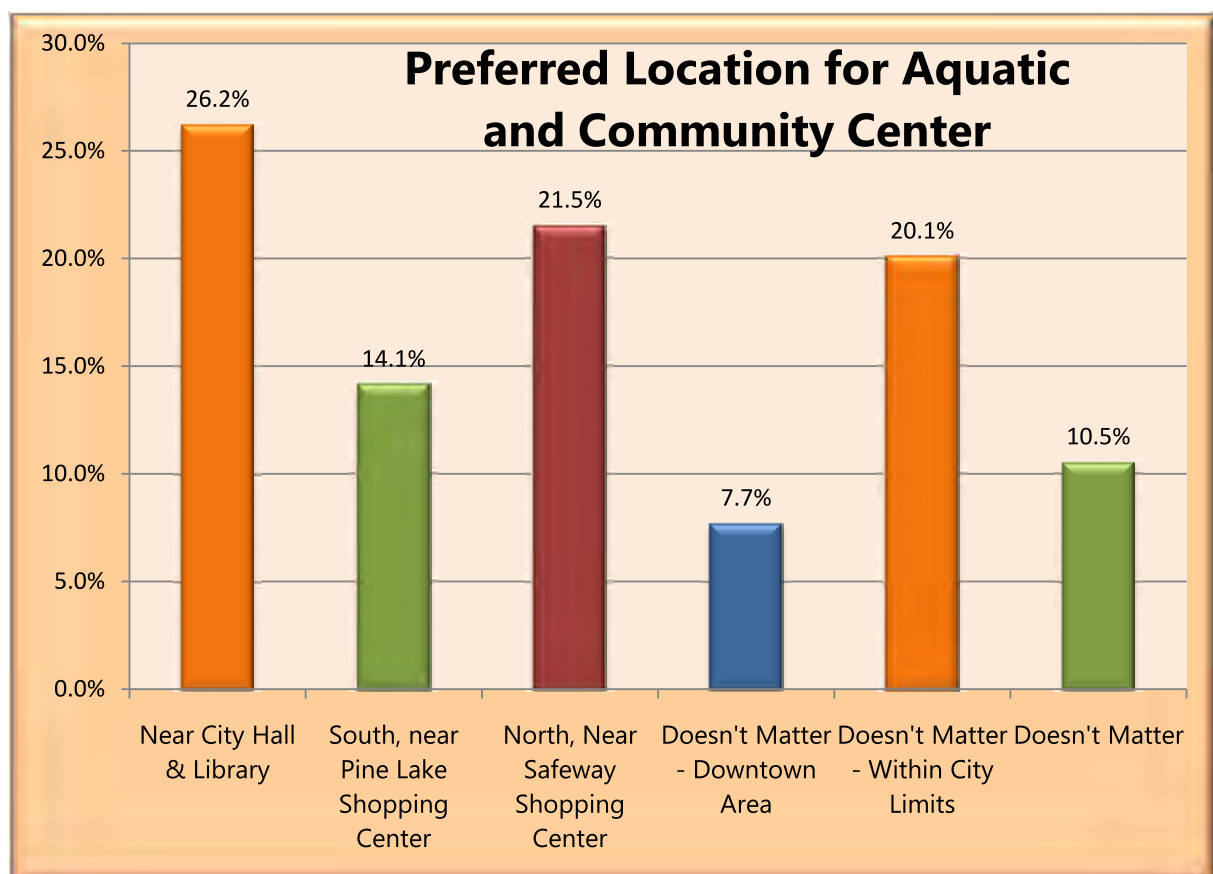 Preferred Location for Aquatic
and Community Center
30.0%
25.0%
20.0%
15.0%
10.0%
5.0%
0.0%
26.2%
14.1%
21.5%
7.7%
20.1%
10.5%
Near City Hall
& Library
South, near
Pine Lake
Shopping
Center
North, Near
Safeway
Shopping
Center
Doesn't Matter
- Downtown
Area
Doesn't Matter
- Within City
Limits
Doesn't Matter